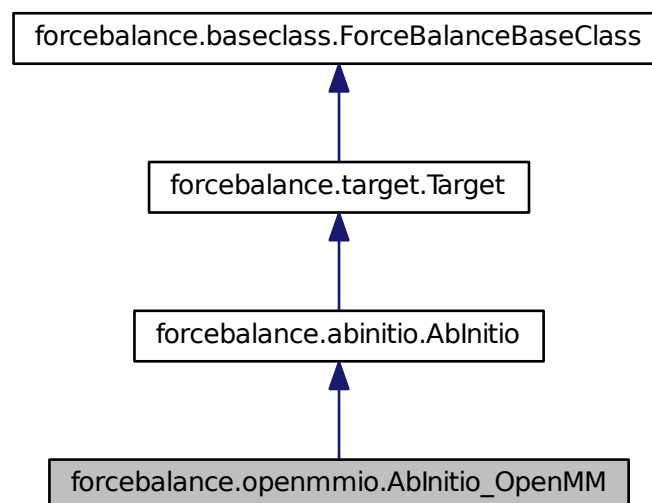 forcebalance.baseclass.ForceBalanceBaseClass
forcebalance.target.Target
forcebalance.abinitio.AbInitio
forcebalance.openmmio.AbInitio_OpenMM